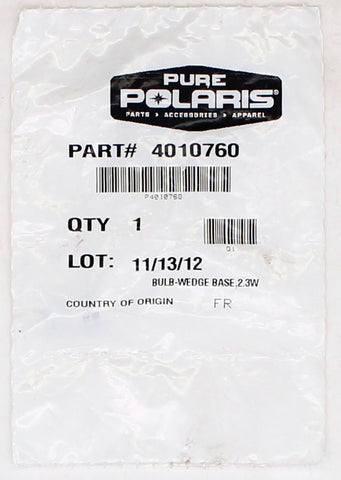 PURE
POLARIS®
PARTS > ACCESSORIES > APPAREL
PART# 4010760
P4010760
QTY 1
Q1
LOT: 11/13/12
BULB-WEDGE BASE,2.3W
COUNTRY OF ORIGIN FR